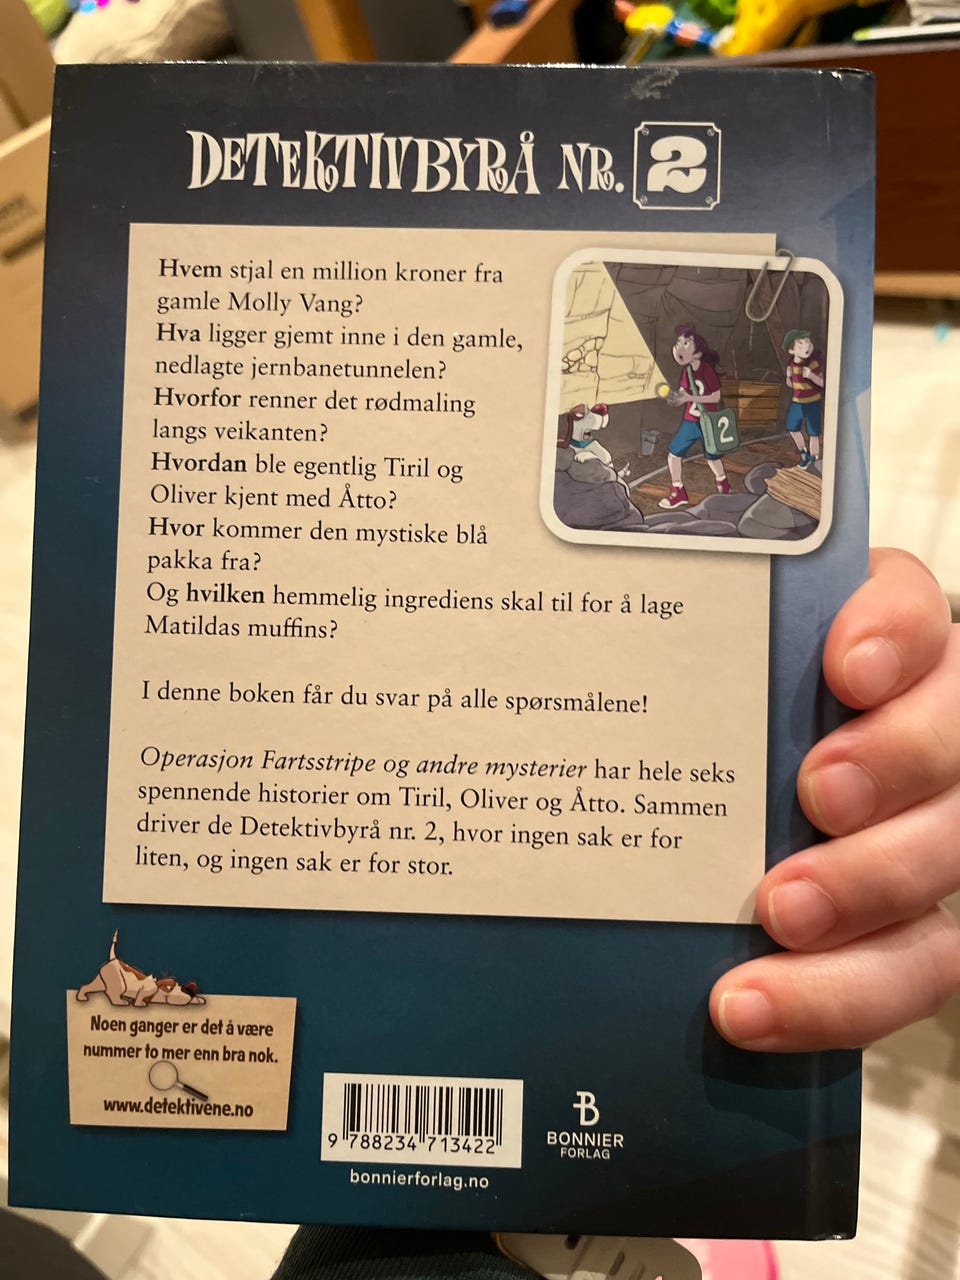 DETEKTIVBYRÅ NR. 2
Hvem stjal en million kroner fra
gamle Molly Vang?
Hva ligger gjemt inne i den gamle,
nedlagte jernbanetunnelen?
Hvorfor renner det rødmaling
langs veikanten?
Hvordan ble egentlig Tiril og
Oliver kjent med Åtto?
Hvor kommer den mystiske blå
pakka fra?
Og hvilken hemmelig ingrediens skal til for å lage
Matildas muffins?
I denne boken får du svar på alle spørsmålene!
Operasjon Fartsstripe og andre mysterier har hele seks
spennende historier om Tiril, Oliver og Åtto. Sammen
driver de Detektivbyrå nr. 2, hvor ingen sak er for
liten, og ingen sak er for stor.
2
Noen ganger er det å være
nummer to mer enn bra nok.
www.detektivene.no
9 788234 713422
bonnierforlag.no
B
BONNIER
FORLAG